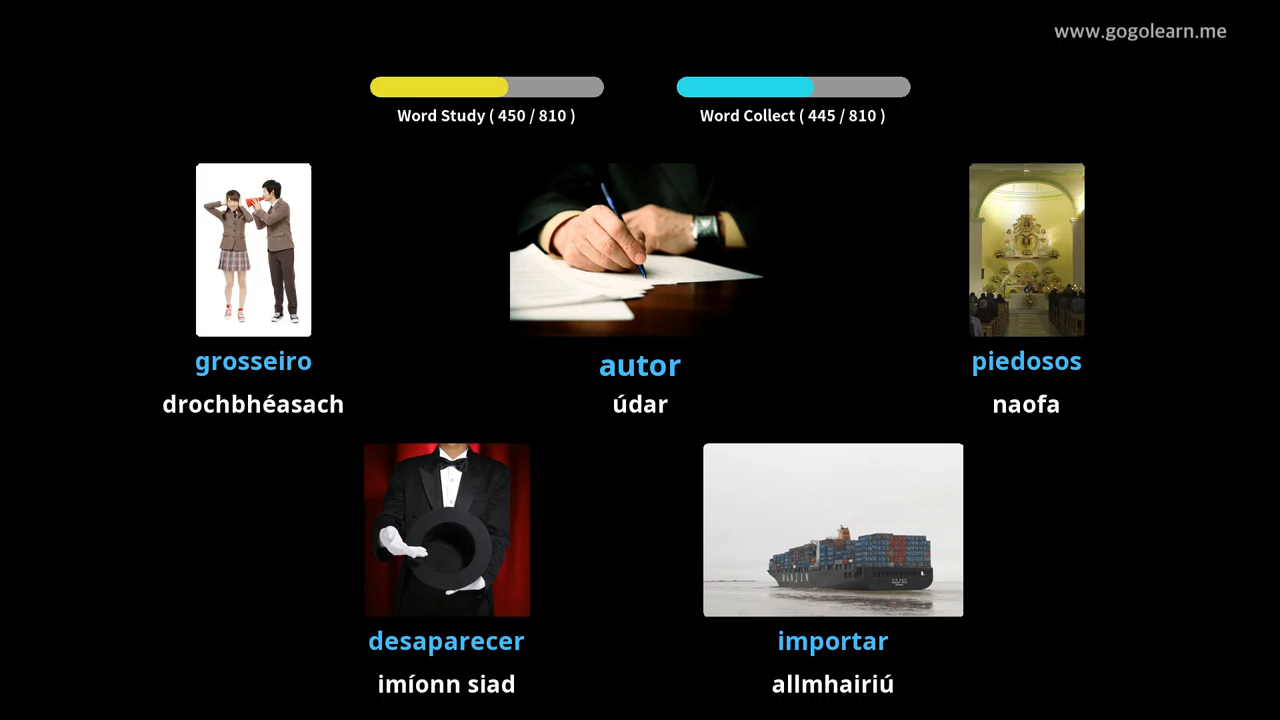 www.gogolearn.me
Word Study ( 450 / 810 )
Word Collect ( 445 / 810 )
grosseiro
drochbhéasach
autor
údar
piedosos
naofa
HANJIN
desaparecer
imíonn siad
importar
allmhairiú